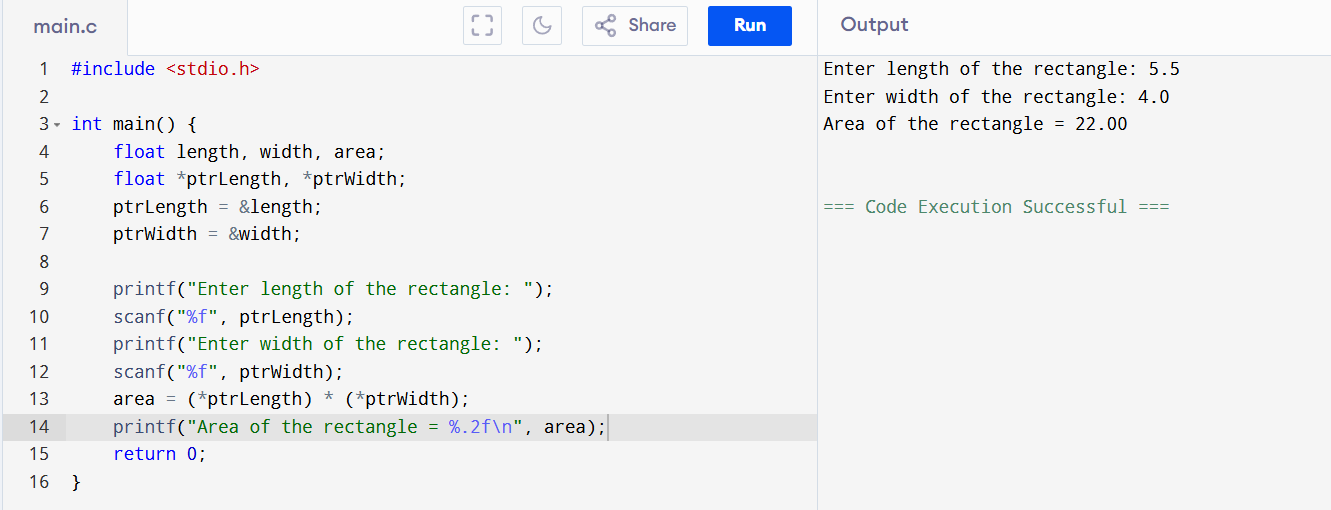 main.c
Share
Run
Output
1 #include <stdio.h>
2
3 int main() {
4     float length, width, area;
5     float *ptrLength, *ptrWidth;
6     ptrLength = &length;
7     ptrWidth = &width;
8
9     printf("Enter length of the rectangle: ");
10     scanf("%f", ptrLength);
11     printf("Enter width of the rectangle: ");
12     scanf("%f", ptrWidth);
13     area = (*ptrLength) * (*ptrWidth);
14     printf("Area of the rectangle = %.2f\n", area);
15     return 0;
16 }
Enter length of the rectangle: 5.5
Enter width of the rectangle: 4.0
Area of the rectangle = 22.00
=== Code Execution Successful ===